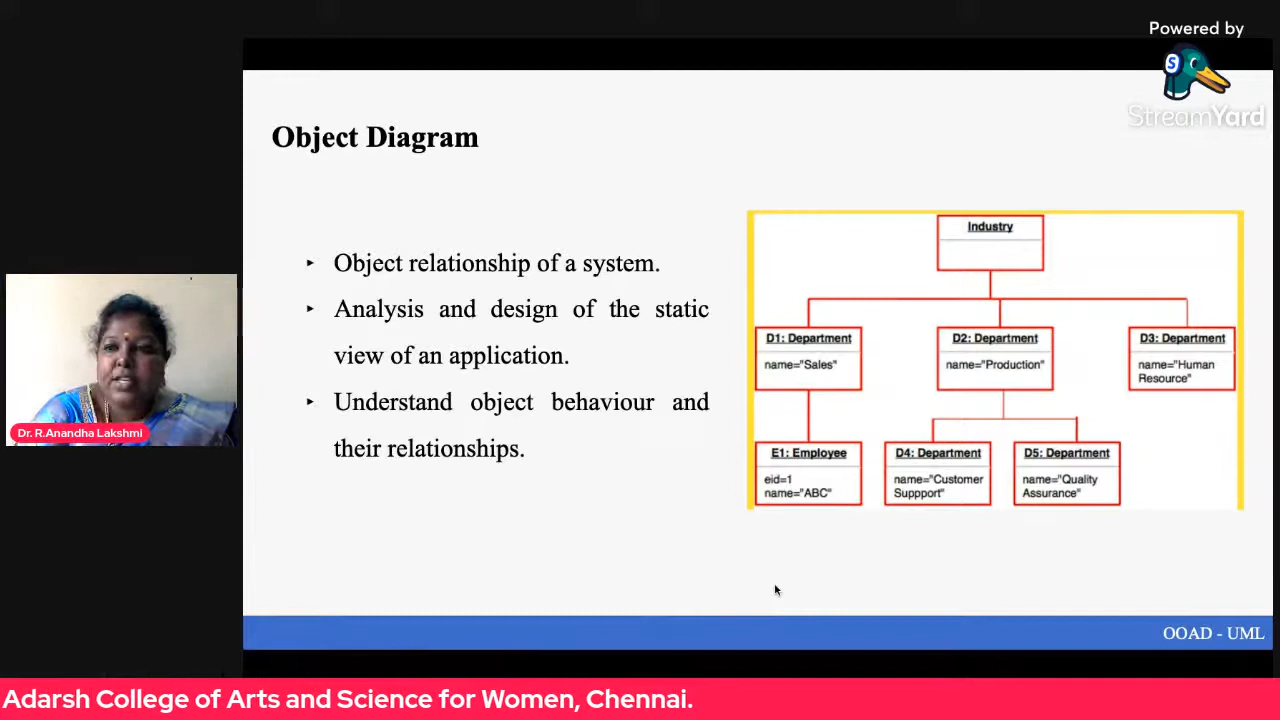 Powered by
StreamYard
Object Diagram
‣ Object relationship of a system.
‣ Analysis and design of the static
view of an application.
‣ Understand object behaviour and
their relationships.
Industry
D1: Department
name="Sales"
D2: Department
name="Production"
D3: Department
name="Human
Resource"
E1: Employee
eid=1
name="ABC"
D4: Department
name="Customer
Suppport"
D5: Department
name="Quality
Assurance"
Dr. R.Anandha Lakshmi
OOAD - UML
Adarsh College of Arts and Science for Women, Chennai.